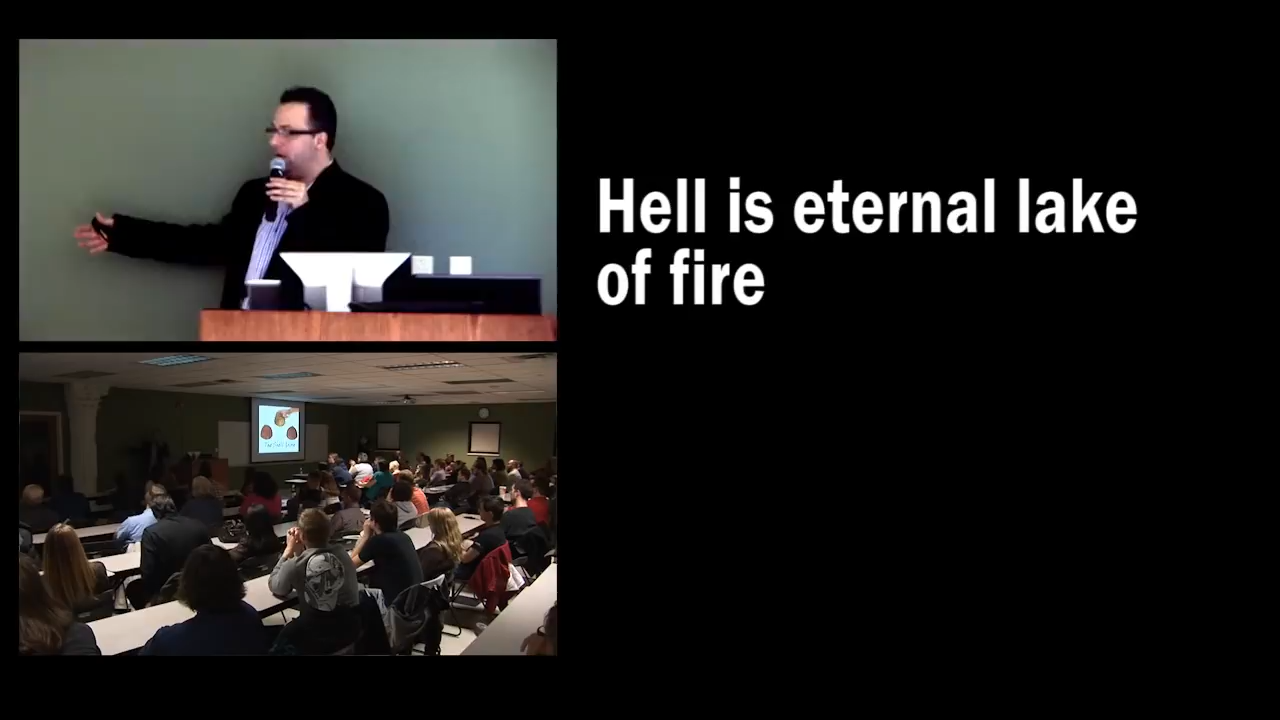 Hell is eternal lake
of fire